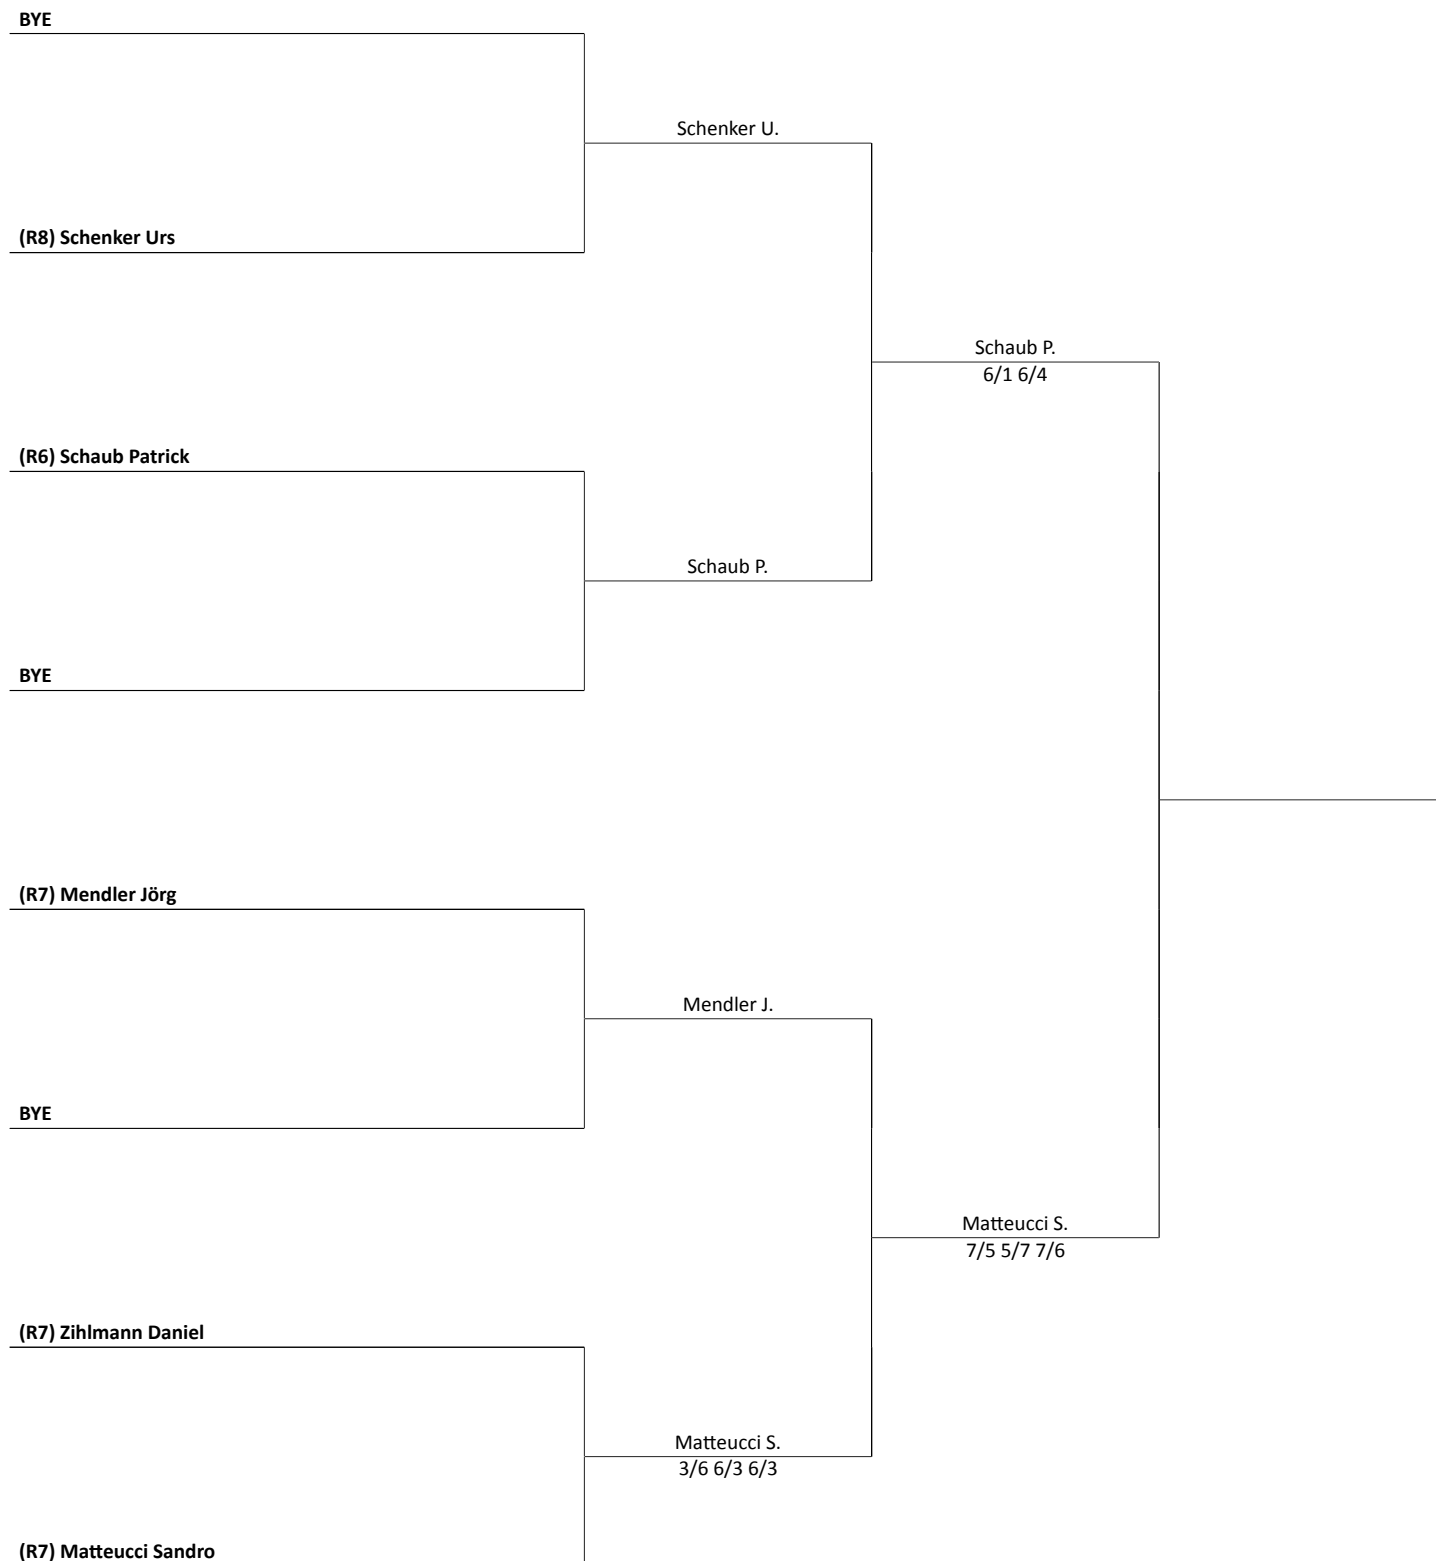 BYE
Schenker U.
(R8) Schenker Urs
Schaub P.
6/1 6/4
(R6) Schaub Patrick
Schaub P.
BYE
(R7) Mendler Jörg
Mendler J.
BYE
Matteucci S.
7/5 5/7 7/6
(R7) Zihlmann Daniel
Matteucci S.
3/6 6/3 6/3
(R7) Matteucci Sandro